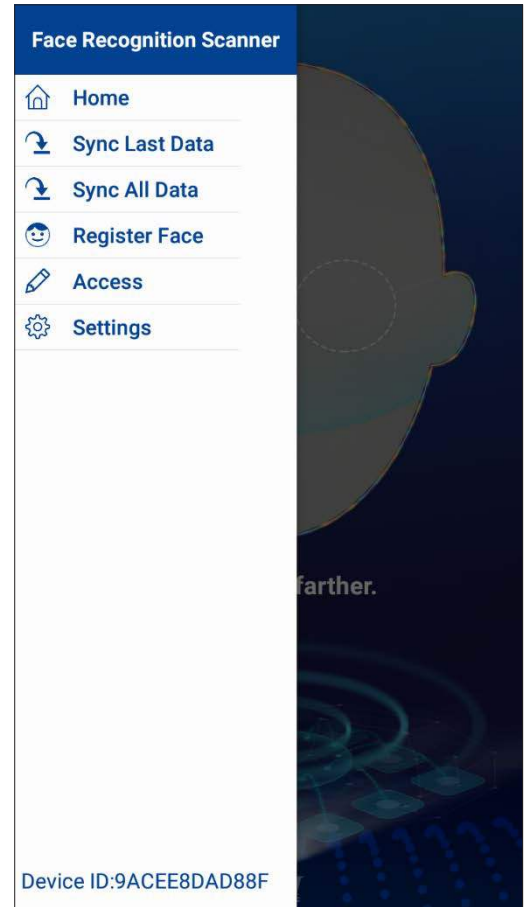 Face Recognition Scanner
Home
Sync Last Data
Sync All Data
Register Face
Access
Settings
farther.
Device ID:9ACEE8DAD88F